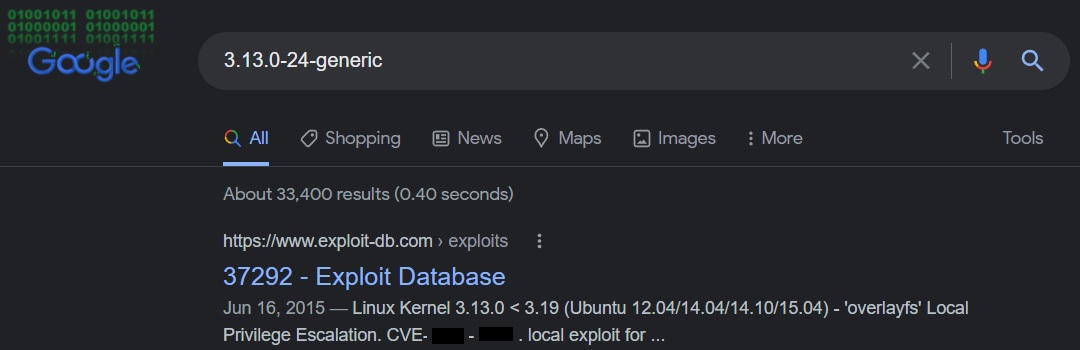 01001011 01001011
01000001 01000001
01001111 01001111
Google
3.13.0-24-generic
All Shopping News Maps Images More Tools
About 33,400 results (0.40 seconds)
https://www.exploit-db.com › exploits
37292 - Exploit Database
Jun 16, 2015 — Linux Kernel 3.13.0 < 3.19 (Ubuntu 12.04/14.04/14.10/15.04) - 'overlayfs' Local
Privilege Escalation. CVE- - . local exploit for ...